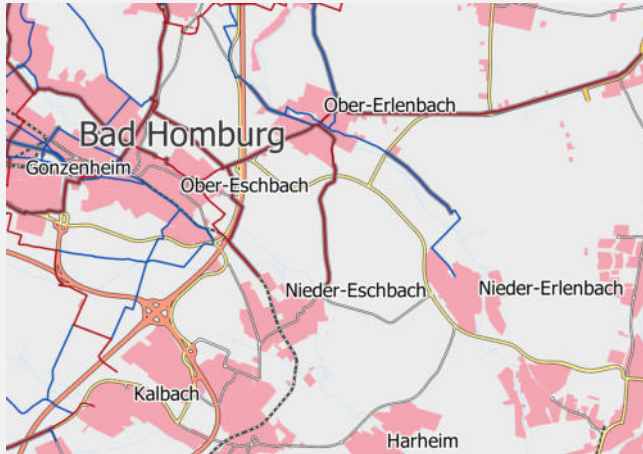 Ober-Erlenbach
Bad Homburg
Gonzenheim
Ober-Eschbach
Nieder-Eschbach
Nieder-Erlenbach
Kalbach
Harheim